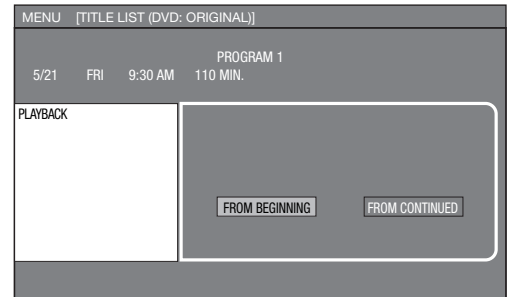 MENU [TITLE LIST (DVD: ORIGINAL)]
PROGRAM 1
5/21 FRI 9:30 AM 110 MIN.
PLAYBACK
FROM BEGINNING FROM CONTINUED